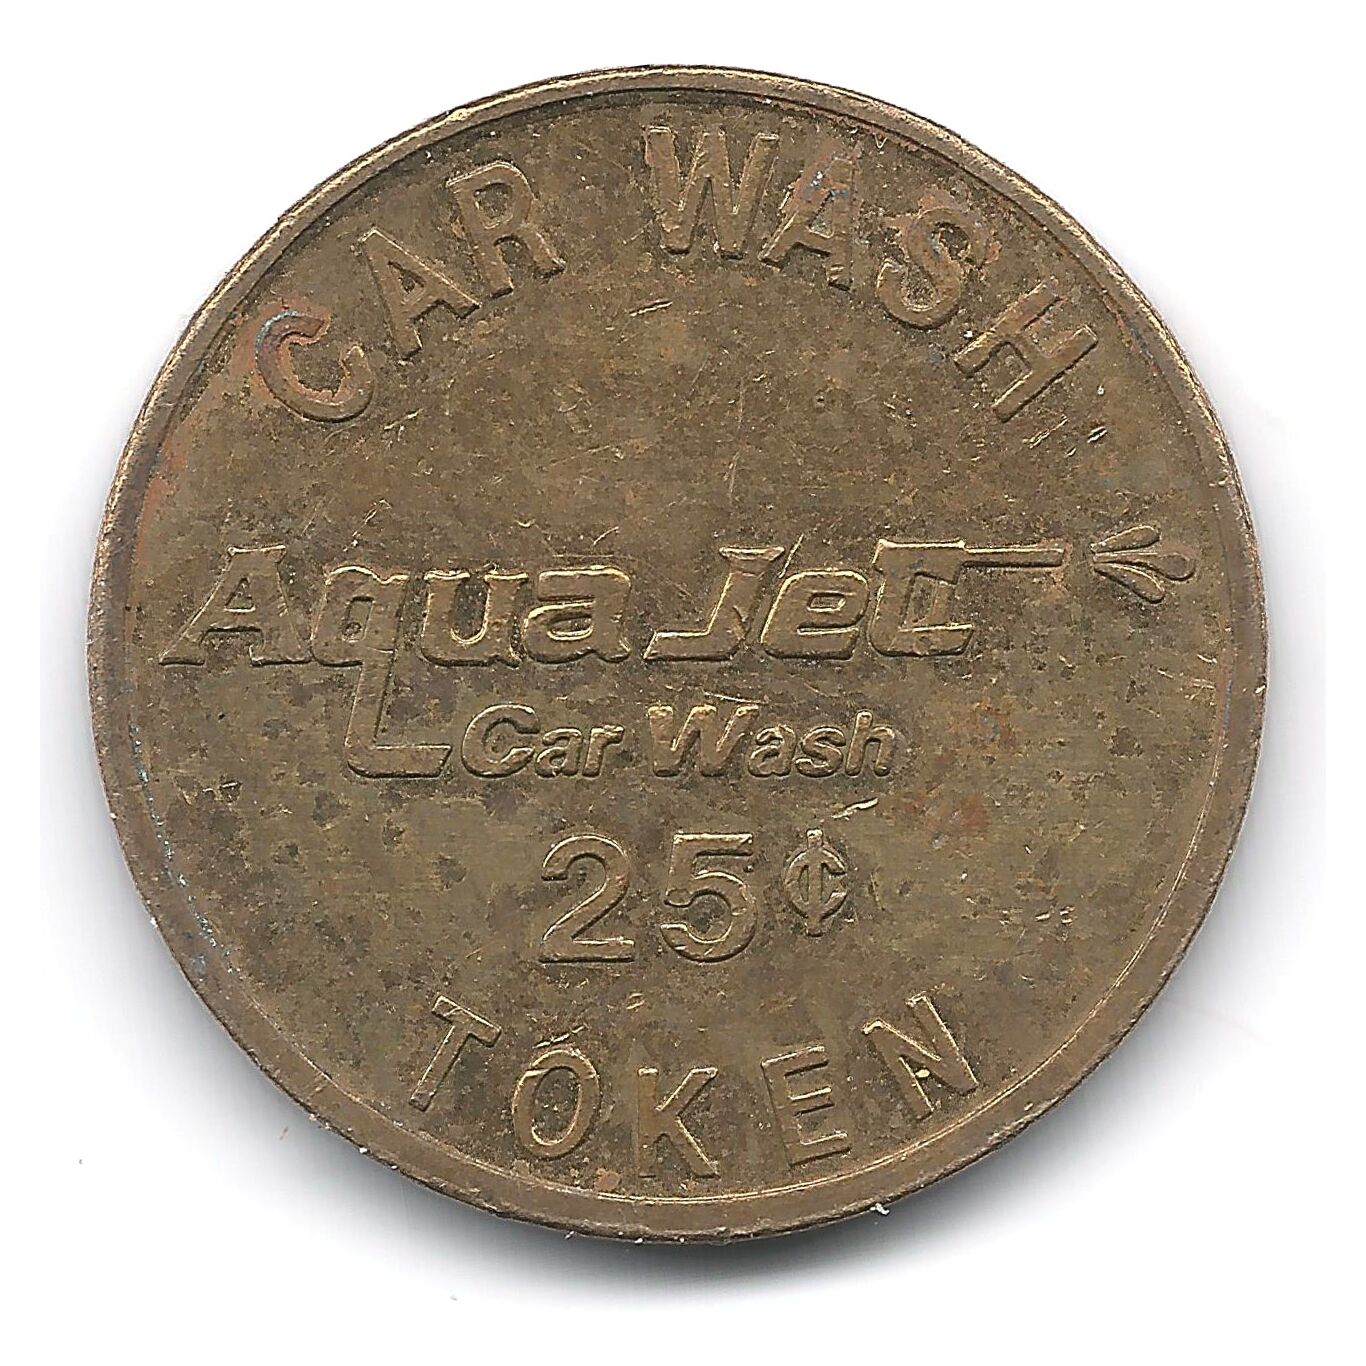 CAR WASH
Aqua Jet
Car Wash
25¢
TOKEN